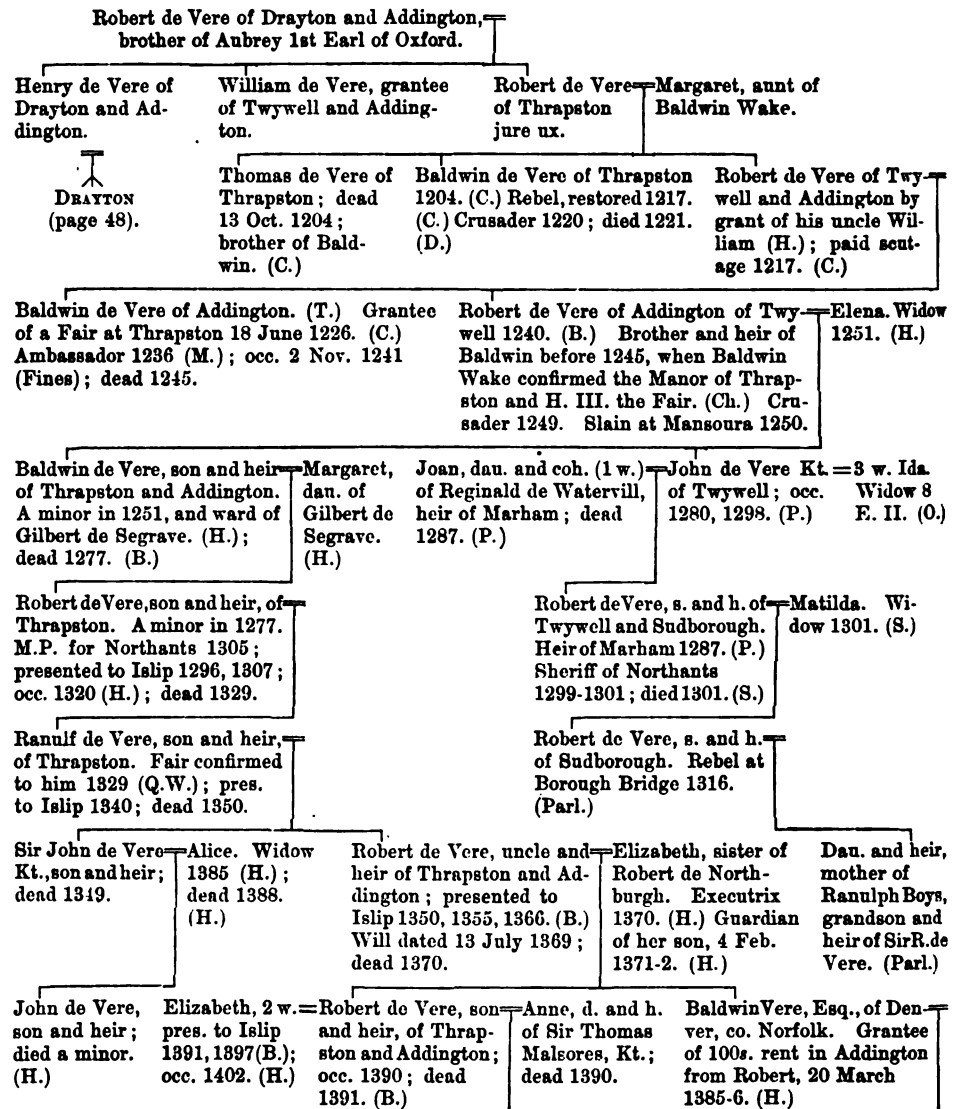 Robert de Vere of Drayton and Addington,
brother of Aubrey 1st Earl of Oxford.
Henry de Vere of
Drayton and Ad-
dington.
DRAYTON
(page 48).
William de Vere, grantee
of Twywell and Adding-
ton.
Robert de Vere
of Thrapston
jure ux.
Margaret, aunt of
Baldwin Wake.
Thomas de Vere of
Thrapston; dead
13 Oct. 1204;
brother of Bald-
win. (C.)
Baldwin de Vere of Thrapston
1204. (C.) Rebel, restored 1217.
(C.) Crusader 1220; died 1221.
(D.)
Robert de Vere of Twy-
well and Addington by
grant of his uncle Wil-
liam (H.); paid scut-
age 1217. (C.)
Baldwin de Vere of Addington. (T.) Grantee
of a Fair at Thrapston 18 June 1226. (C.)
Ambassador 1236 (M.); occ. 2 Nov. 1241
(Fines); dead 1245.
Robert de Vere of Addington of Twy-
well 1240. (B.) Brother and heir of
Baldwin before 1245, when Baldwin
Wake confirmed the Manor of Thrap-
ston and H. III. the Fair. (Ch.) Cru-
sader 1249. Slain at Mansoura 1250.
Elena. Widow
1251. (H.)
Baldwin de Vere, son and heir
of Thrapston and Addington.
A minor in 1251, and ward of
Gilbert de Segrave. (H.);
dead 1277. (B.)
Margaret,
dau. of
Gilbert de
Segrave.
(H.)
Joan, dau. and coh. (1 w.)
of Reginald de Watervill,
heir of Marham; dead
1287. (P.)
John de Vere Kt.
of Twywell; occ.
1280, 1298. (P.)
3 w. Ida.
Widow 8
E. II. (O.)
Robert de Vere, son and heir, of
Thrapston. A minor in 1277.
M.P. for Northants 1305;
presented to Islip 1296, 1307;
occ. 1320 (H.); dead 1329.
Robert de Vere, s. and h. of
Twywell and Sudborough.
Heir of Marham 1287. (P.)
Sheriff of Northants
1299-1301; died 1301. (S.)
Matilda. Wi-
dow 1301. (S.)
Ranulf de Vere, son and heir,
of Thrapston. Fair confirmed
to him 1329 (Q.W.); pres.
to Islip 1340; dead 1350.
Robert de Vere, s. and h.
of Sudborough. Rebel at
Borough Bridge 1316.
(Parl.)
Sir John de Vere
Kt., son and heir;
dead 1349.
Alice. Widow
1385 (H.);
dead 1388.
(H.)
Robert de Vere, uncle and
heir of Thrapston and Ad-
dington; presented to
Islip 1350, 1355, 1366. (B.)
Will dated 13 July 1369;
dead 1370.
Elizabeth, sister of
Robert de North-
burgh. Executrix
1370. (H.) Guardian
of her son, 4 Feb.
1371-2. (H.)
Dau. and heir,
mother of
Ranulph Boys,
grandson and
heir of Sir R. de
Vere. (Parl.)
John de Vere,
son and heir;
died a minor.
(H.)
Elizabeth, 2 w.
pres. to Islip
1391, 1397 (B.);
occ. 1402. (H.)
Robert de Vere, son
and heir, of Thrap-
ston and Addington;
occ. 1390; dead
1391. (B.)
Anne, d. and h.
of Sir Thomas
Malsores, Kt.;
dead 1390.
Baldwin Vere, Esq., of Den-
ver, co. Norfolk. Grantee
of 100s. rent in Addington
from Robert, 20 March
1385-6. (H.)